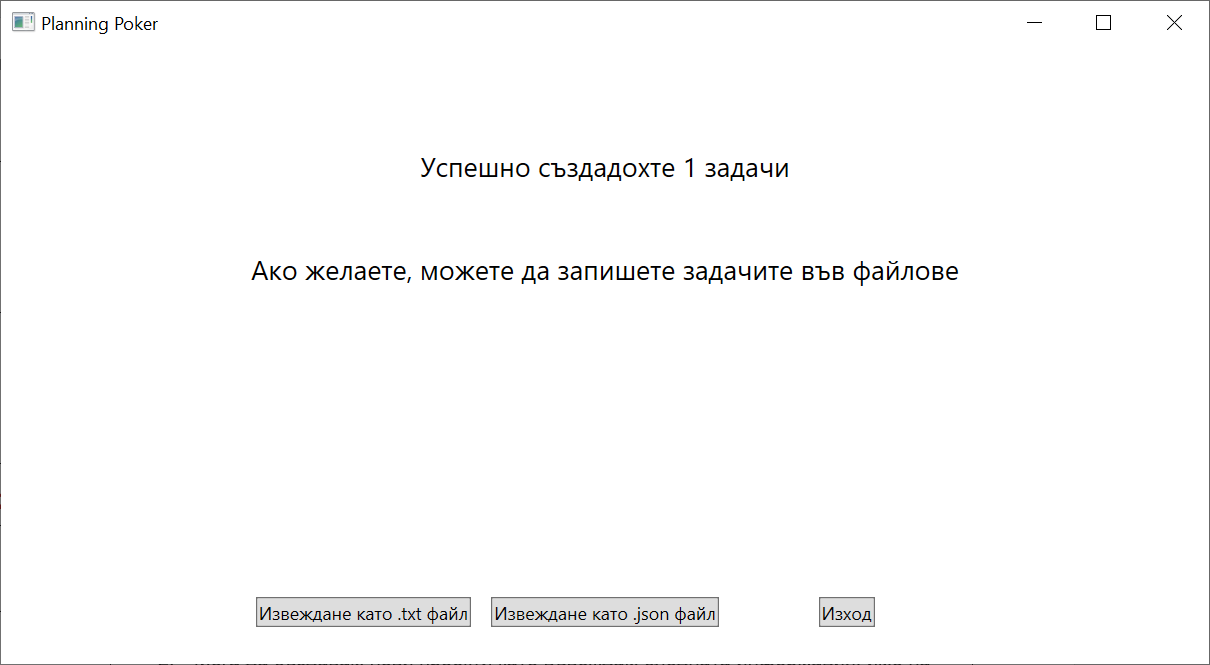 Planning Poker
Успешно създадохте 1 задачи
Ако желаете, можете да запишете задачите във файлове
Извеждане като .txt файл
Извеждане като .json файл
Изход